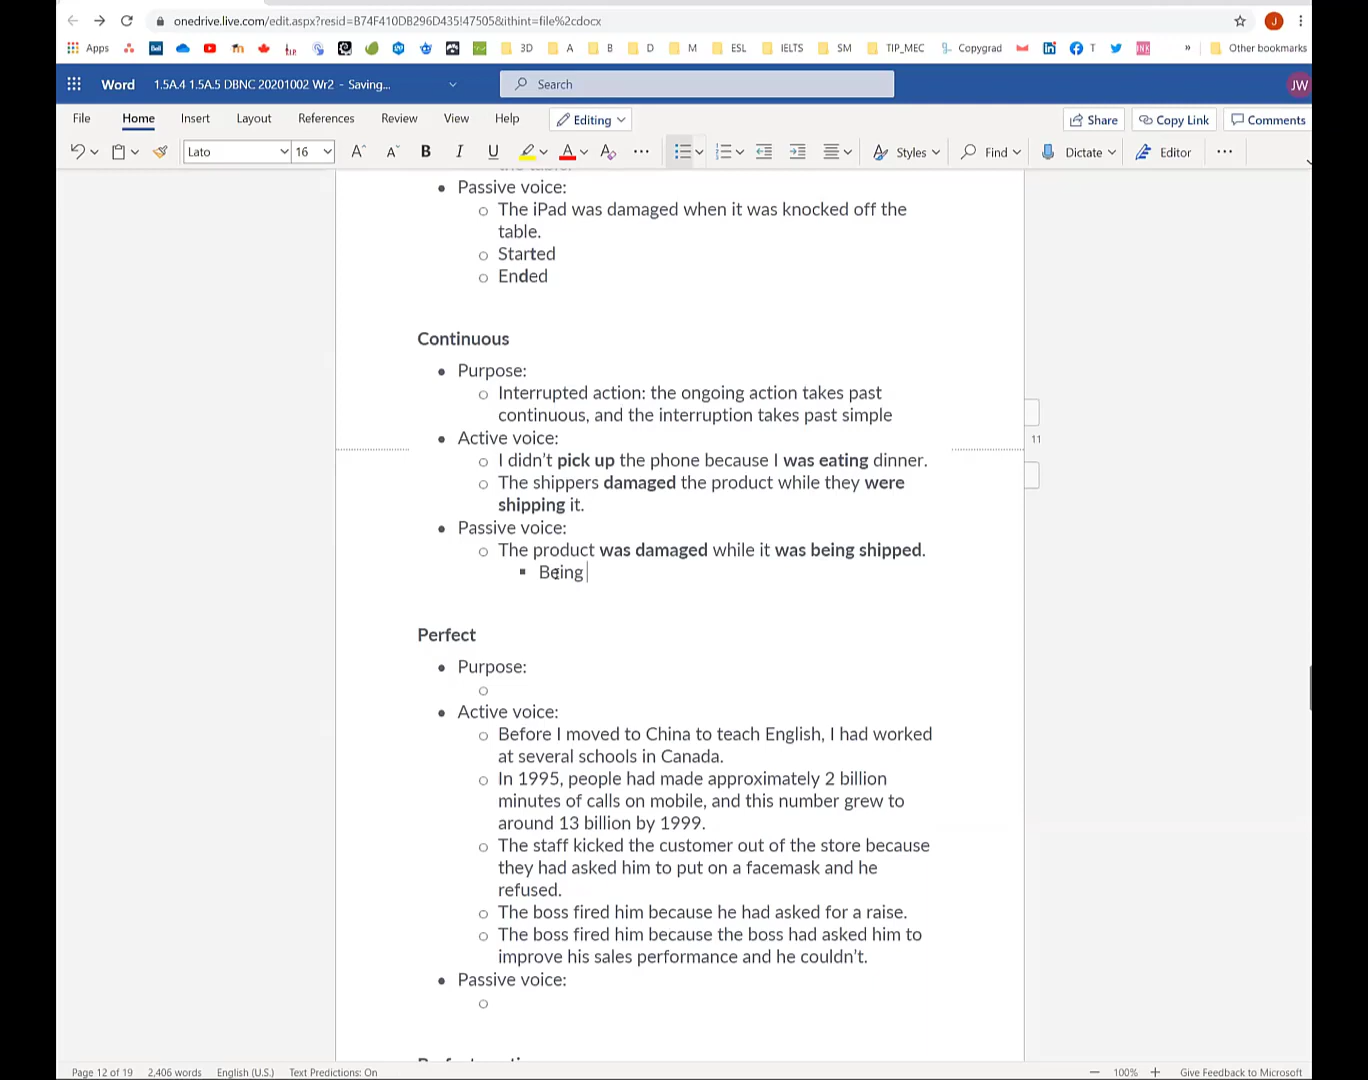 onedrive.live.com/edit.aspx?resid=B74F410DB296D435!47505&ithint=file%2cdocx
J
Apps
Bell
3D
A
B
D
M
ESL
IELTS
SM
TIP_MEC
Copygrad
T
»
Other bookmarks
Word
1.5A.4 1.5A.5 DBNC 20201002 Wr2 - Saving...
Search
JW
File
Home
Insert
Layout
References
Review
View
Help
Editing
Share
Copy Link
Comments
Lato
16
B
I
U
Styles
Find
Dictate
Editor
Passive voice:
The iPad was damaged when it was knocked off the
table.
Started
Ended
Continuous
Purpose:
Interrupted action: the ongoing action takes past
continuous, and the interruption takes past simple
Active voice:
11
I didn’t pick up the phone because I was eating dinner.
The shippers damaged the product while they were
shipping it.
Passive voice:
The product was damaged while it was being shipped.
Being
Perfect
Purpose:
Active voice:
Before I moved to China to teach English, I had worked
at several schools in Canada.
In 1995, people had made approximately 2 billion
minutes of calls on mobile, and this number grew to
around 13 billion by 1999.
The staff kicked the customer out of the store because
they had asked him to put on a facemask and he
refused.
The boss fired him because he had asked for a raise.
The boss fired him because the boss had asked him to
improve his sales performance and he couldn’t.
Passive voice:
Page 12 of 19
2,406 words
English (U.S.)
Text Predictions: On
100%
Give Feedback to Microsoft